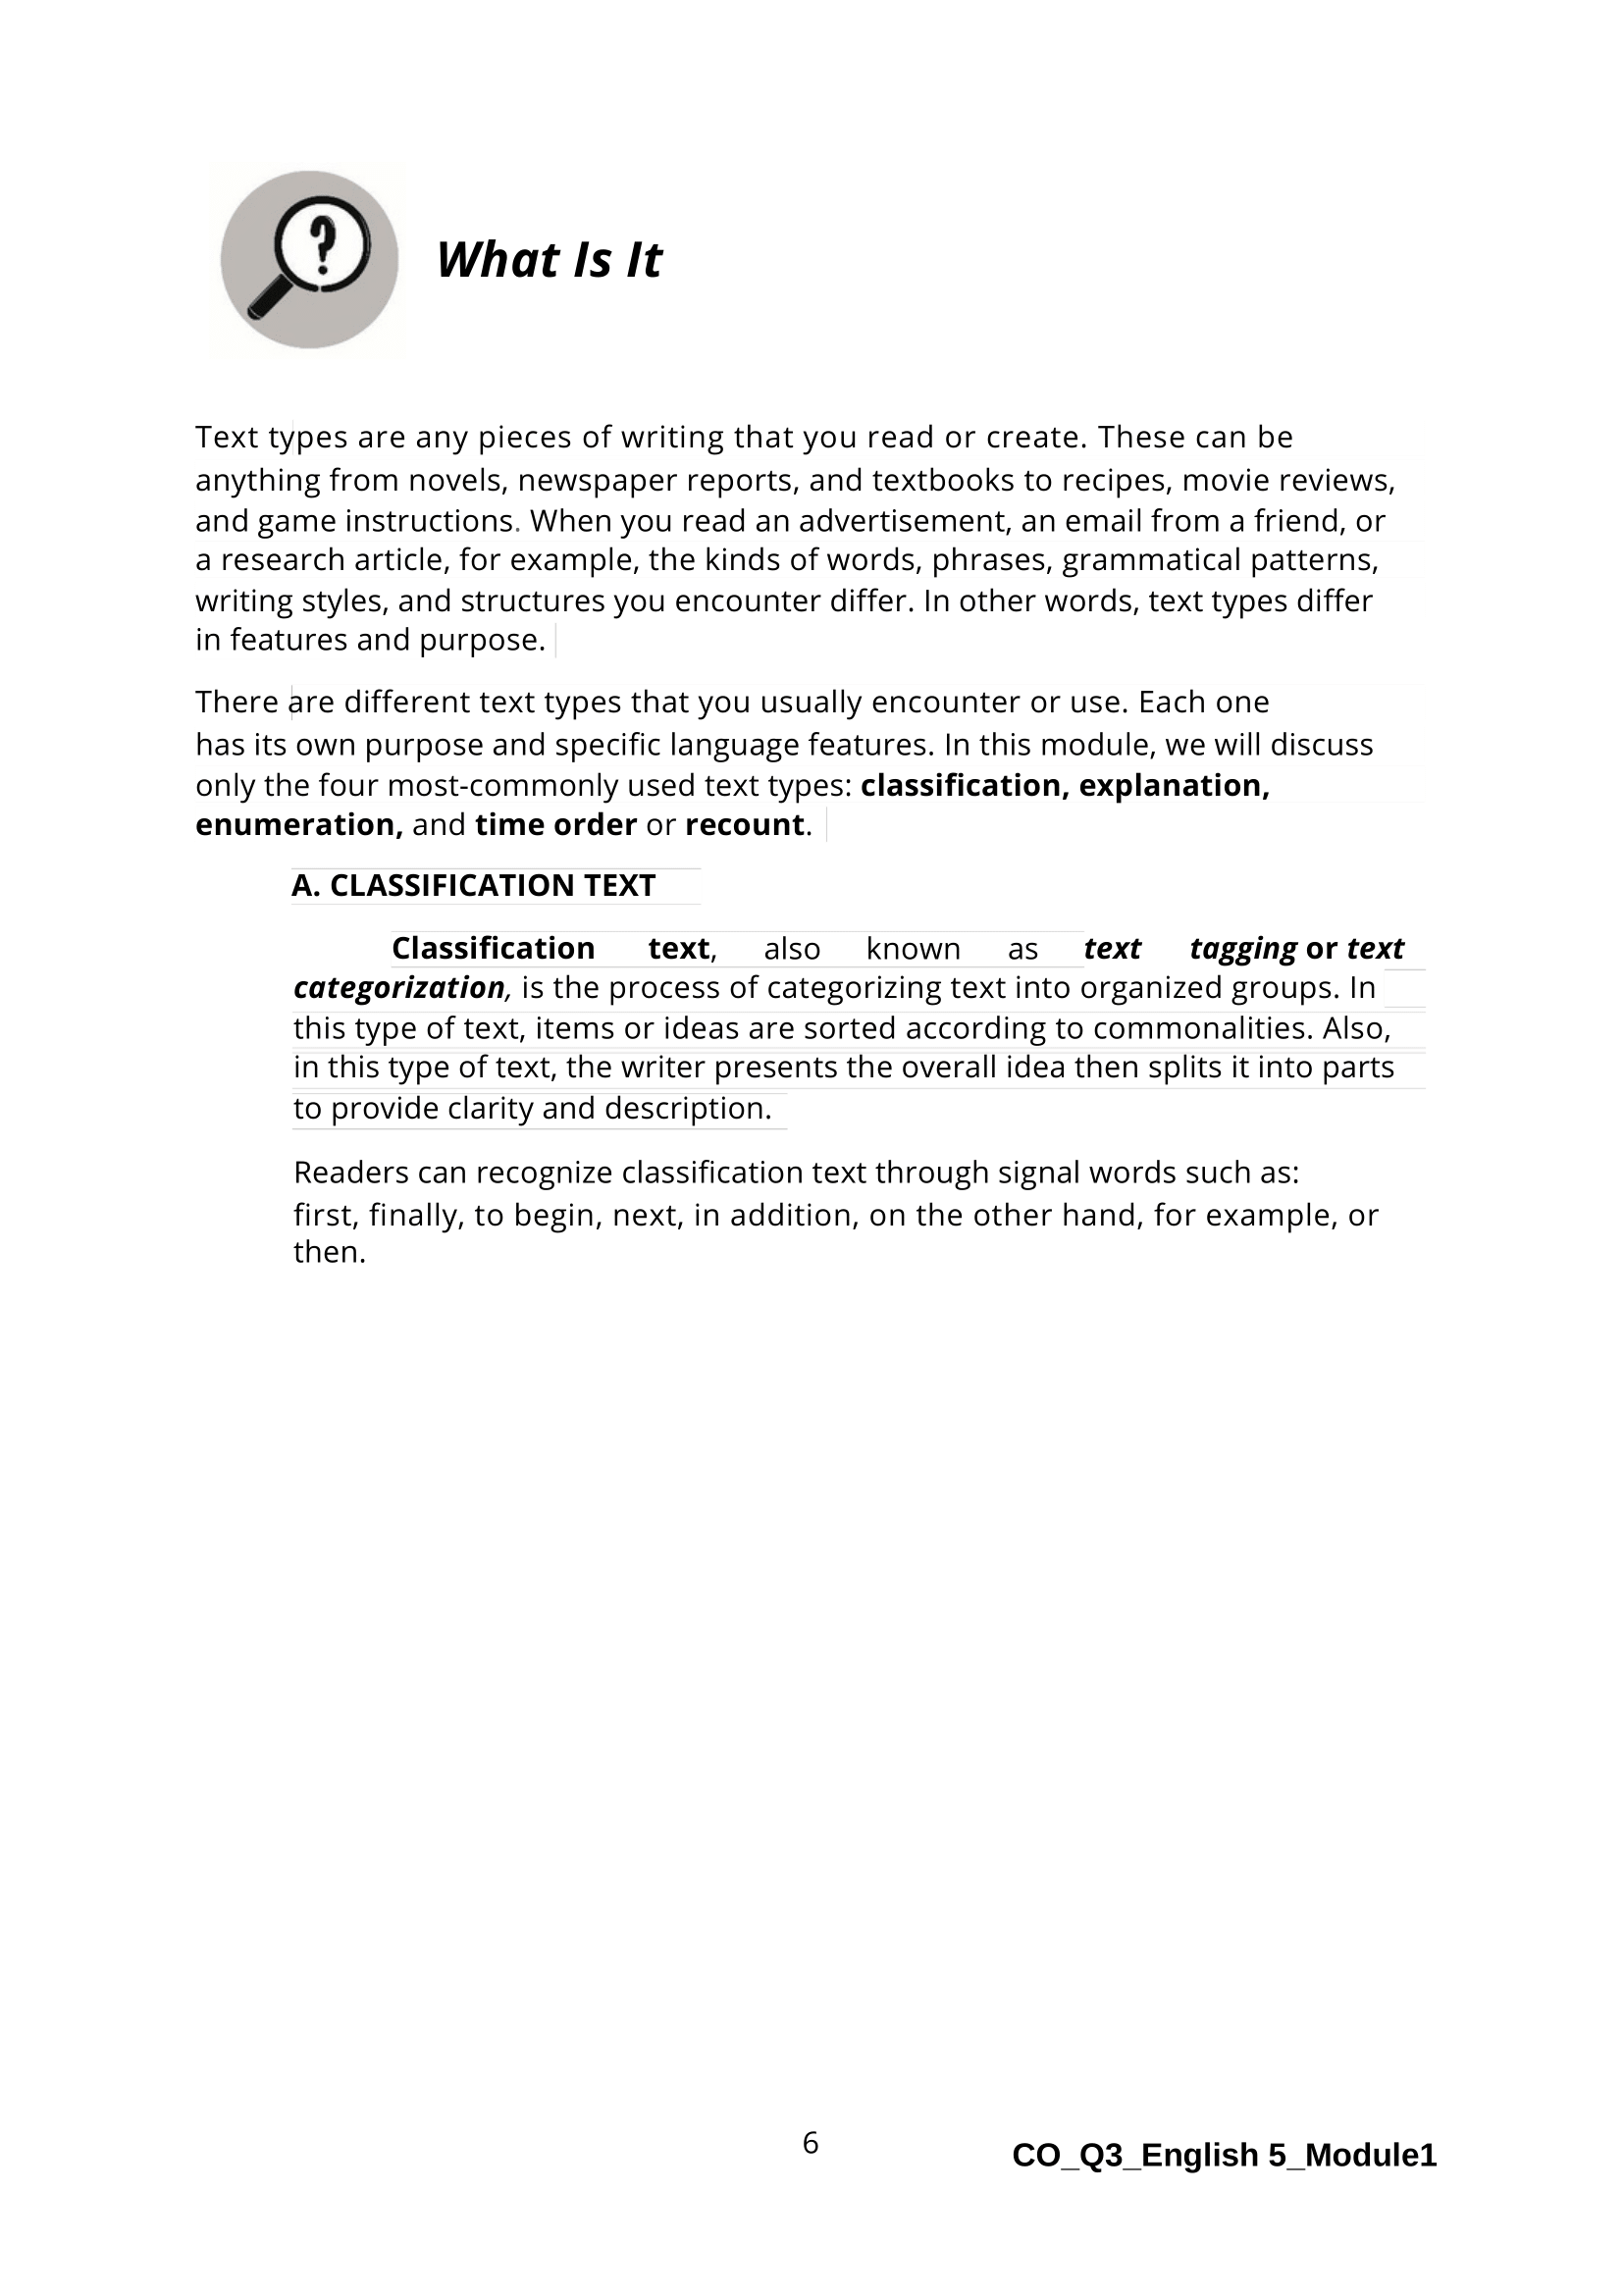 What Is It
Text types are any pieces of writing that you read or create. These can be
anything from novels, newspaper reports, and textbooks to recipes, movie reviews,
and game instructions. When you read an advertisement, an email from a friend, or
a research article, for example, the kinds of words, phrases, grammatical patterns,
writing styles, and structures you encounter differ. In other words, text types differ
in features and purpose.
There are different text types that you usually encounter or use. Each one
has its own purpose and specific language features. In this module, we will discuss
only the four most-commonly used text types: classification, explanation,
enumeration, and time order or recount.
A. CLASSIFICATION TEXT
Classification text, also known as text tagging or text
categorization, is the process of categorizing text into organized groups. In
this type of text, items or ideas are sorted according to commonalities. Also,
in this type of text, the writer presents the overall idea then splits it into parts
to provide clarity and description.
Readers can recognize classification text through signal words such as:
first, finally, to begin, next, in addition, on the other hand, for example, or
then.
6
CO_Q3_English 5_Module1